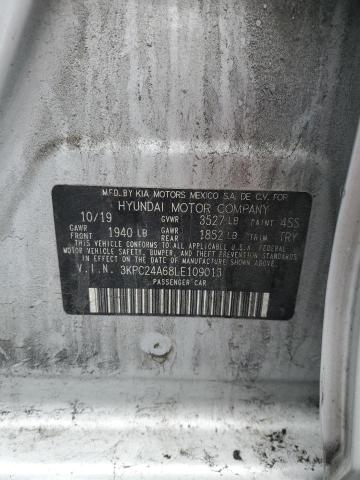 MFD.BY KIA MOTORS MEXICO S.A DE C.V. FOR
HYUNDAI MOTOR COMPANY
10/19 GVWR 3527 LB PAINT 4SS
GAWR FRONT 1940 LB GAWR REAR 1852 LB TRIM TRY
THIS VEHICLE CONFORMS TO ALL APPLICABLE U.S. FEDERAL
MOTOR VEHICLE SAFETY, BUMPER, AND THEFT PREVENTION
STANDARDS IN EFFECT ON THE DATE OF MANUFACTURE SHOWN ABOVE.
V.I.N. 3KPC24A68LE109013
PASSENGER CAR